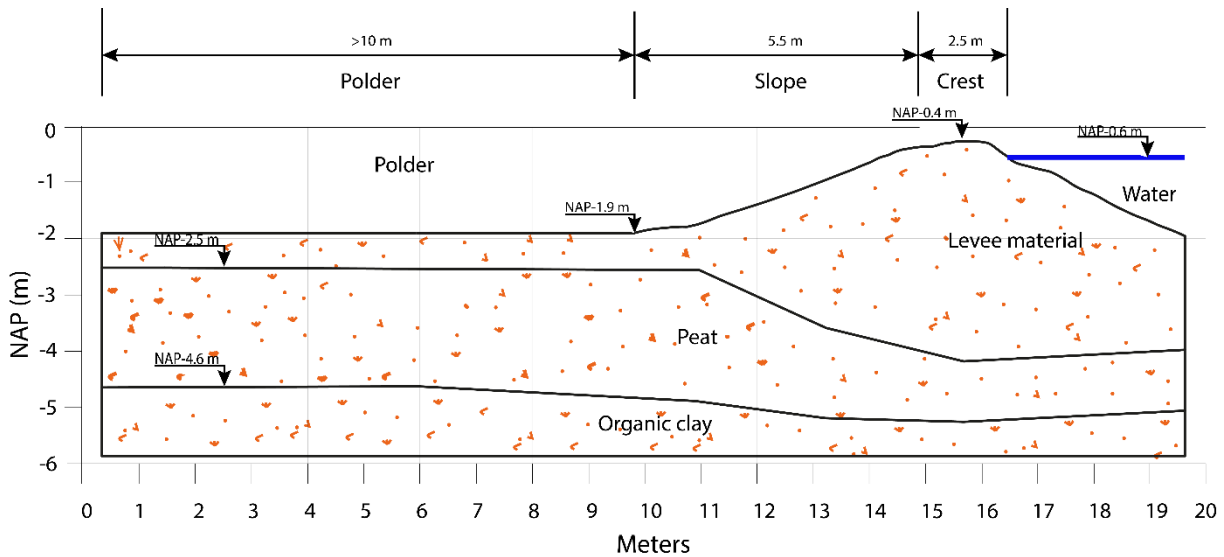 >10 m
5.5 m
2.5 m
Polder
Slope
Crest
NAP-0.4 m
NAP-0.6 m
0
Polder
-1
Water
NAP-1.9 m
-2
NAP-2.5 m
Levee material
-3
NAP (m)
Peat
-4
NAP-4.6 m
-5
Organic clay
-6
0 1 2 3 4 5 6 7 8 9 10 11 12 13 14 15 16 17 18 19 20
Meters